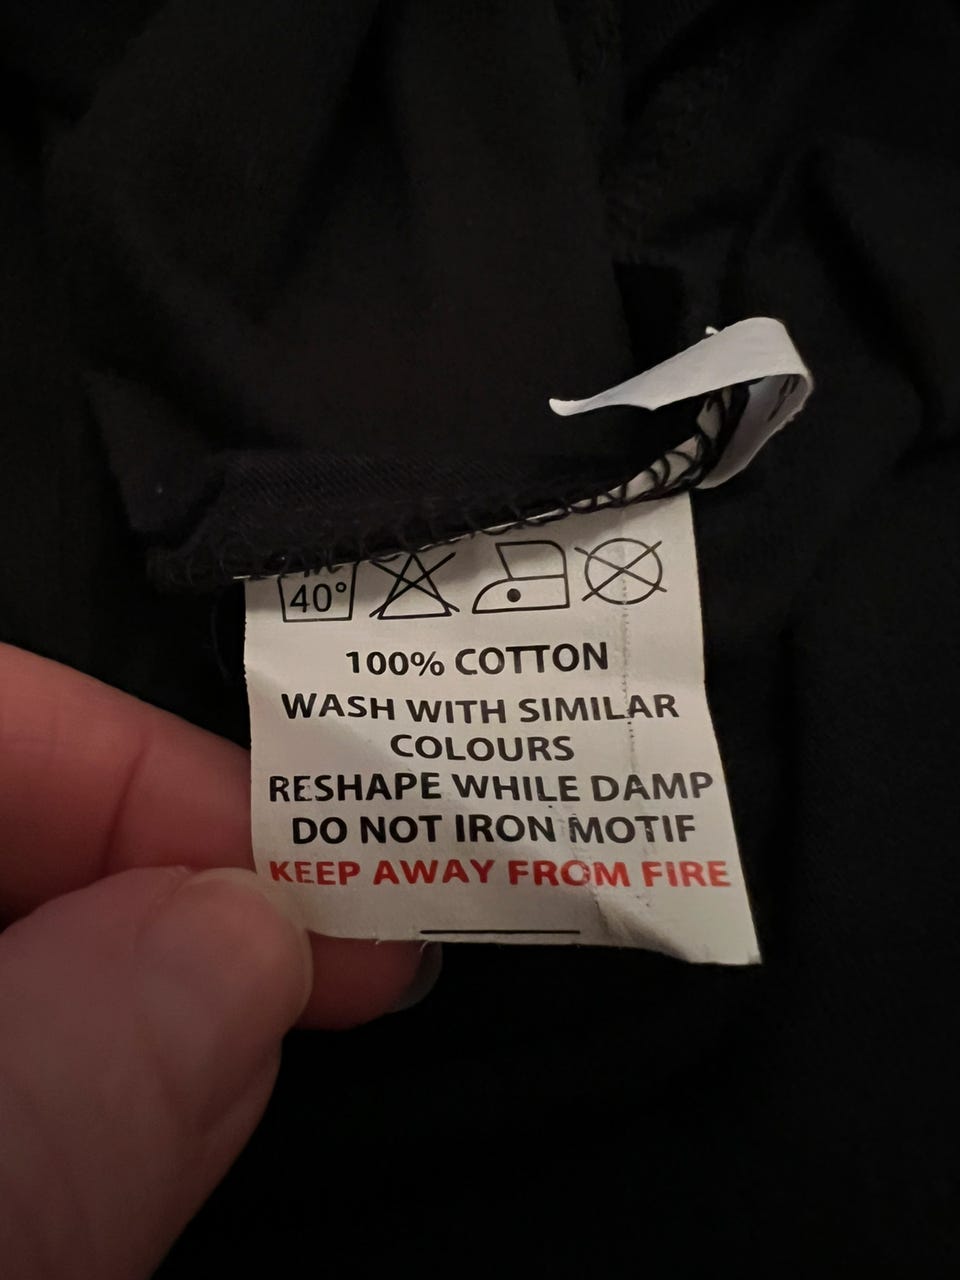 40°
100% COTTON
WASH WITH SIMILAR
COLOURS
RESHAPE WHILE DAMP
DO NOT IRON MOTIF
KEEP AWAY FROM FIRE